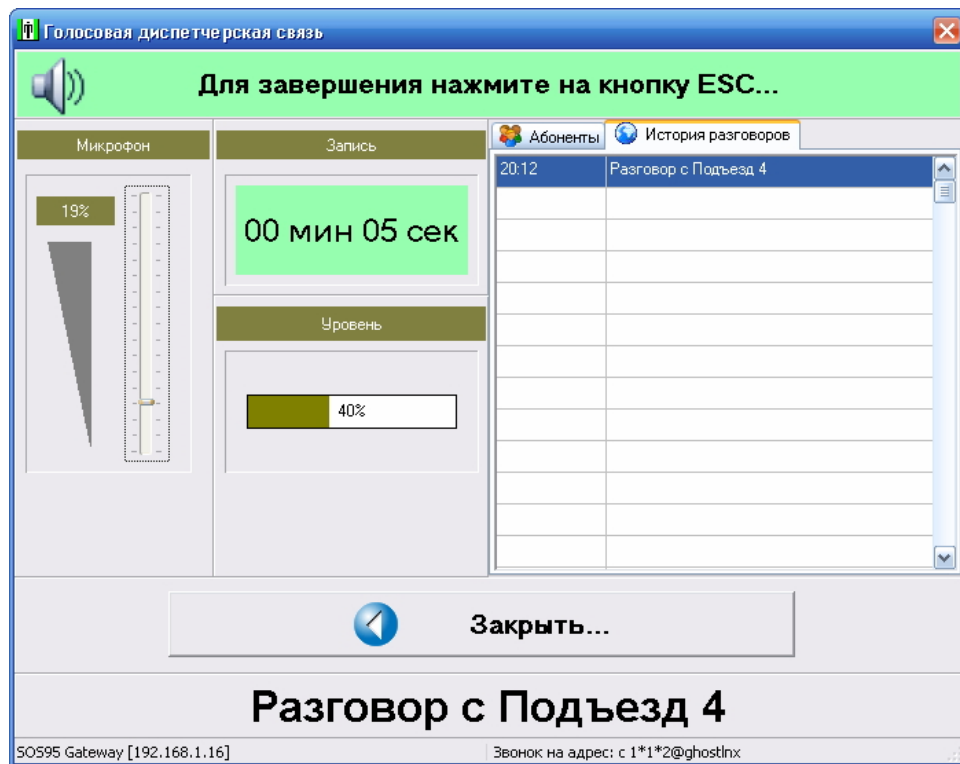 Голосовая диспетчерская связь
Для завершения нажмите на кнопку ESC...
Микрофон
19%
Запись
00 мин 05 сек
Уровень
40%
Абоненты
История разговоров
20:12 Разговор с Подъезд 4
Закрыть...
Разговор с Подъезд 4
SOS95 Gateway [192.168.1.16]
Звонок на адрес: с 1*1*2@ghostlnx